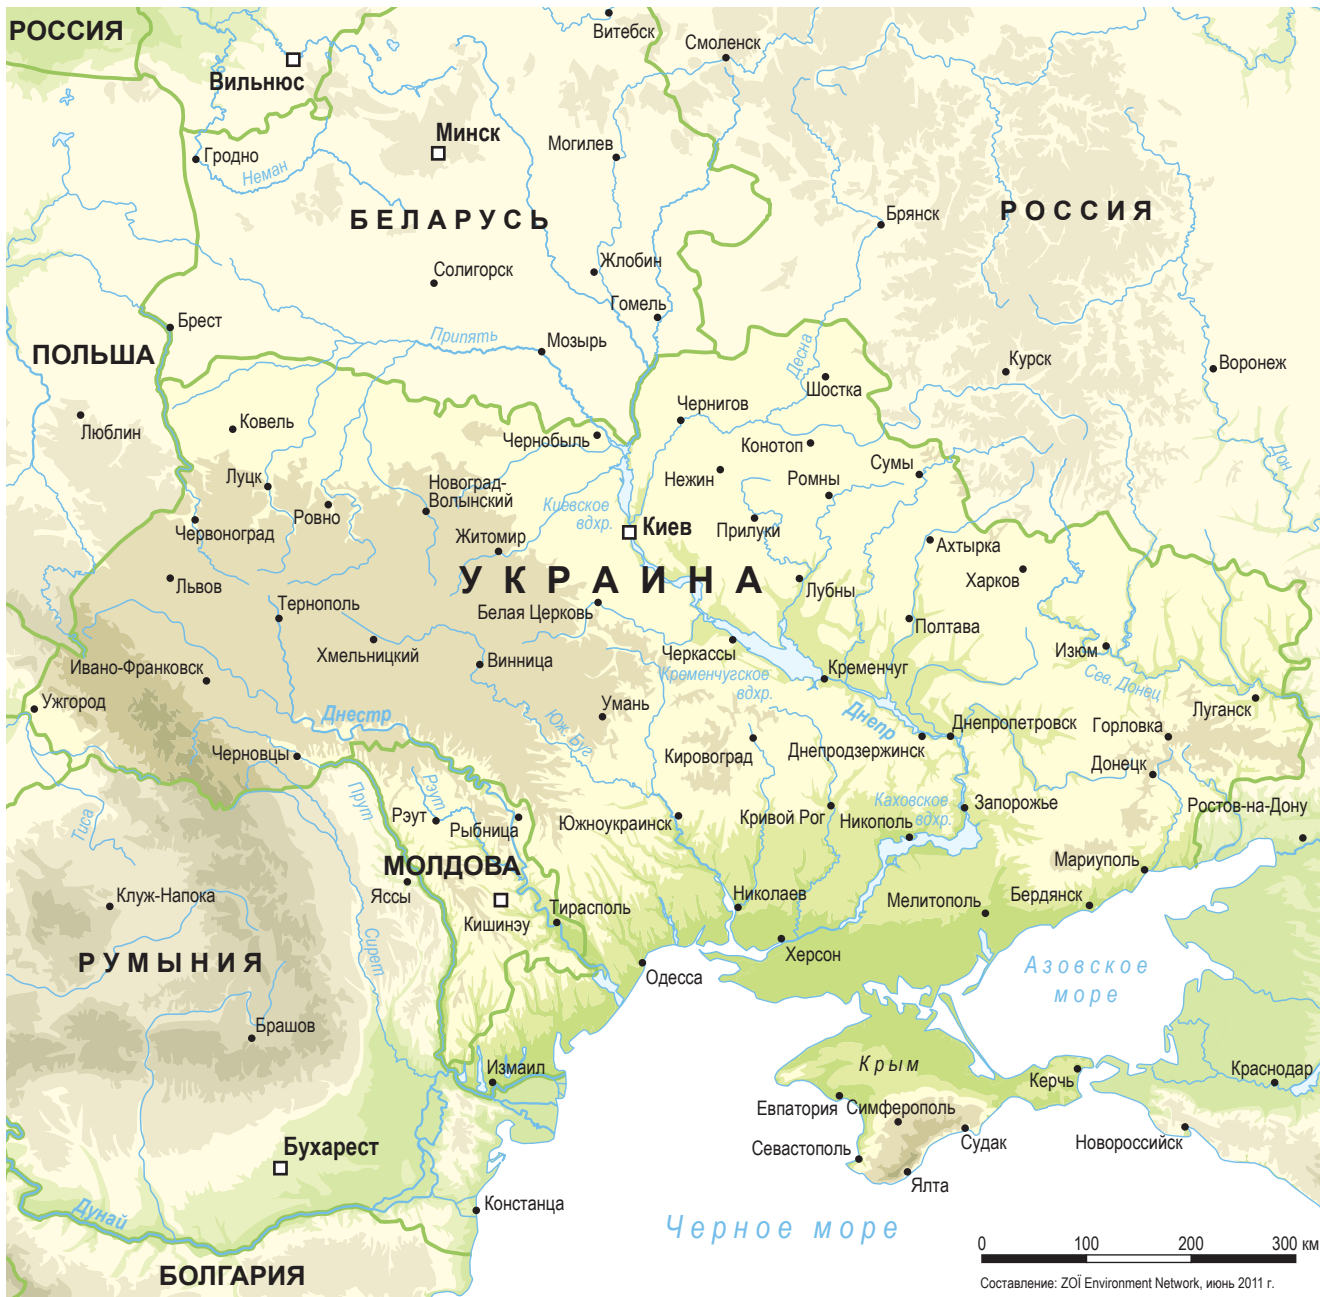 РОССИЯ
Витебск
Смоленск
Вильнюс
Минск
Могилев
Гродно
Неман
БЕЛАРУСЬ
Брянск
РОССИЯ
Солигорск
Жлобин
Гомель
Брест
Припять
Мозырь
ПОЛЬША
Десна
Курск
Воронеж
Шостка
Чернигов
Люблин
Ковель
Чернобыль
Конотоп
Сумы
Дон
Луцк
Новоград-
Волынский
Нежин
Ромны
Ровно
Киевское
вдхр.
Червоноград
Киев
Прилуки
Житомир
Ахтырка
УКРАИНА
Харков
Львов
Лубны
Тернополь
Белая Церковь
Полтава
Хмельницкий
Черкассы
Изюм
Винница
Ивано-Франковск
Кременчугское
вдхр.
Кременчуг
Сев. Донец
Ужгород
Умань
Луганск
Днестр
Юж. Буг
Днепр
Днепропетровск
Горловка
Черновцы
Кировоград
Днепродзержинск
Донецк
Прут
Рэут
Тиса
Рэут
Рыбница
Южноукраинск
Кривой Рог
Каховское
вдхр.
Никополь
Запорожье
Ростов-на-Дону
МОЛДОВА
Мариуполь
Клуж-Напока
Яссы
Николаев
Мелитополь
Бердянск
Кишинэу
Тирасполь
Сирет
РУМЫНИЯ
Херсон
Одесса
Азовское
море
Брашов
Измаил
Крым
Керчь
Краснодар
Евпатория
Симферополь
Бухарест
Севастополь
Судак
Новороссийск
Ялта
Констанца
Дунай
Черное море
БОЛГАРИЯ
0 100 200 300 км
Составление: ZOÏ Environment Network, июнь 2011 г.